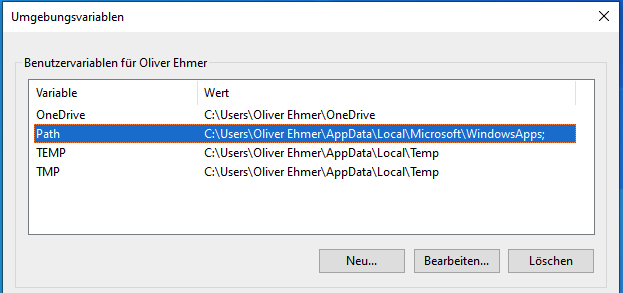 Umgebungsvariablen
Benutzervariablen für Oliver Ehmer
Variable Wert
OneDrive C:\Users\Oliver Ehmer\OneDrive
Path C:\Users\Oliver Ehmer\AppData\Local\Microsoft\WindowsApps;
TEMP C:\Users\Oliver Ehmer\AppData\Local\Temp
TMP C:\Users\Oliver Ehmer\AppData\Local\Temp
Neu... Bearbeiten... Löschen